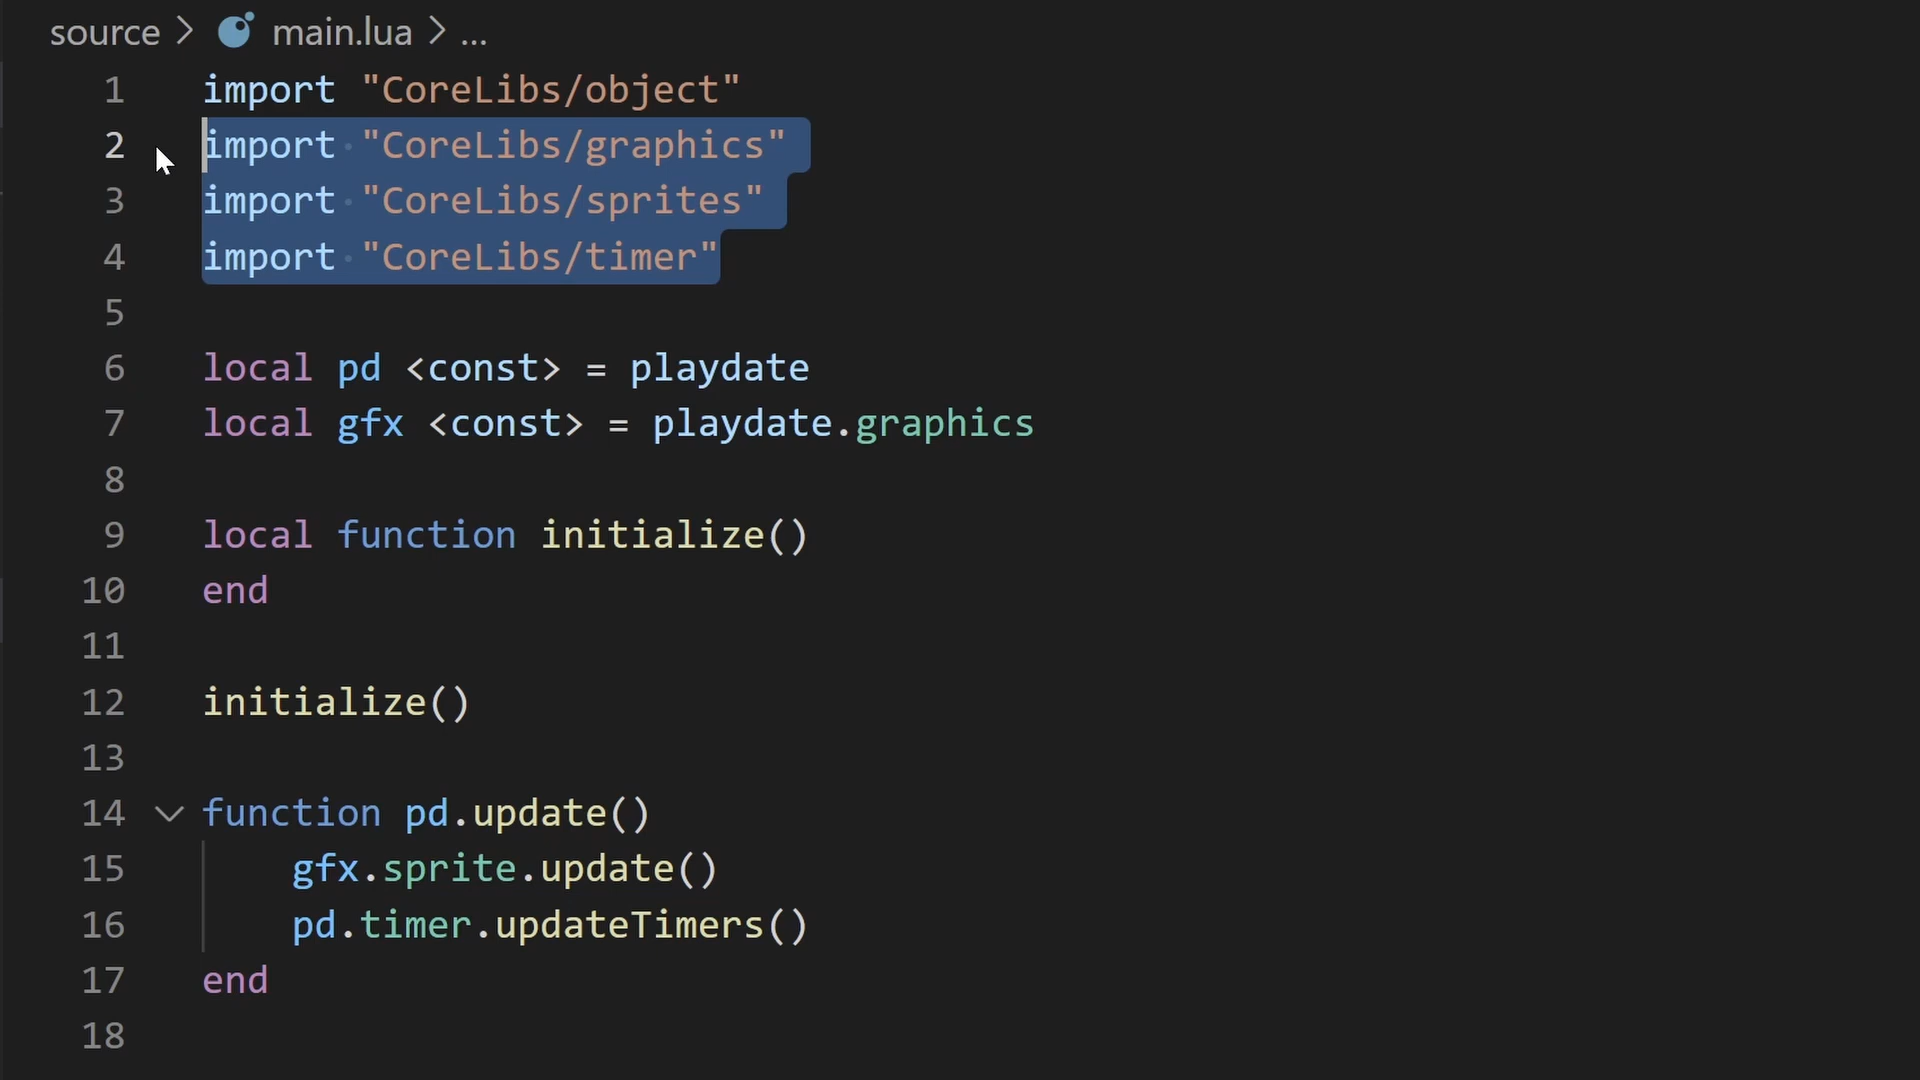 source > main.lua > ...
1 import "CoreLibs/object"
2 import "CoreLibs/graphics"
3 import "CoreLibs/sprites"
4 import "CoreLibs/timer"
5
6 local pd <const> = playdate
7 local gfx <const> = playdate.graphics
8
9 local function initialize()
10 end
11
12 initialize()
13
14 function pd.update()
15     gfx.sprite.update()
16     pd.timer.updateTimers()
17 end
18